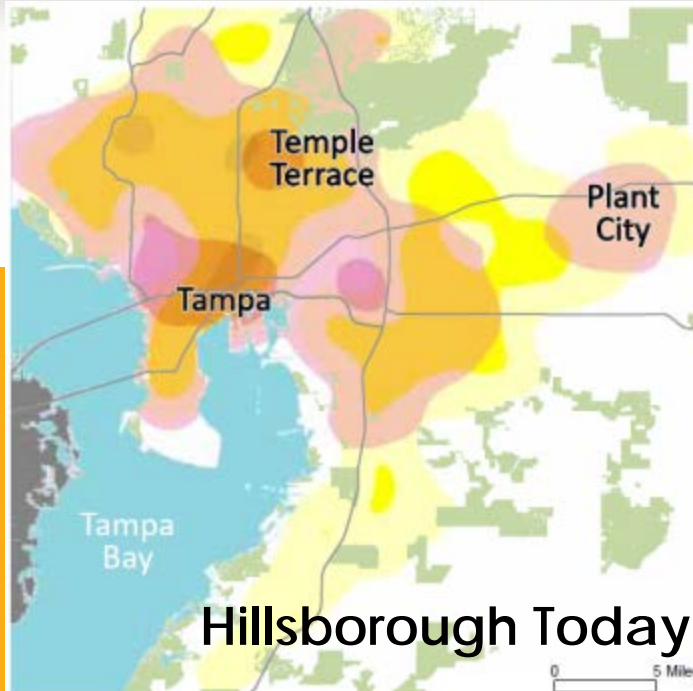 Temple
Terrace
Plant
City
Tampa
Tampa
Bay
Hillsborough Today
0 5 Mile